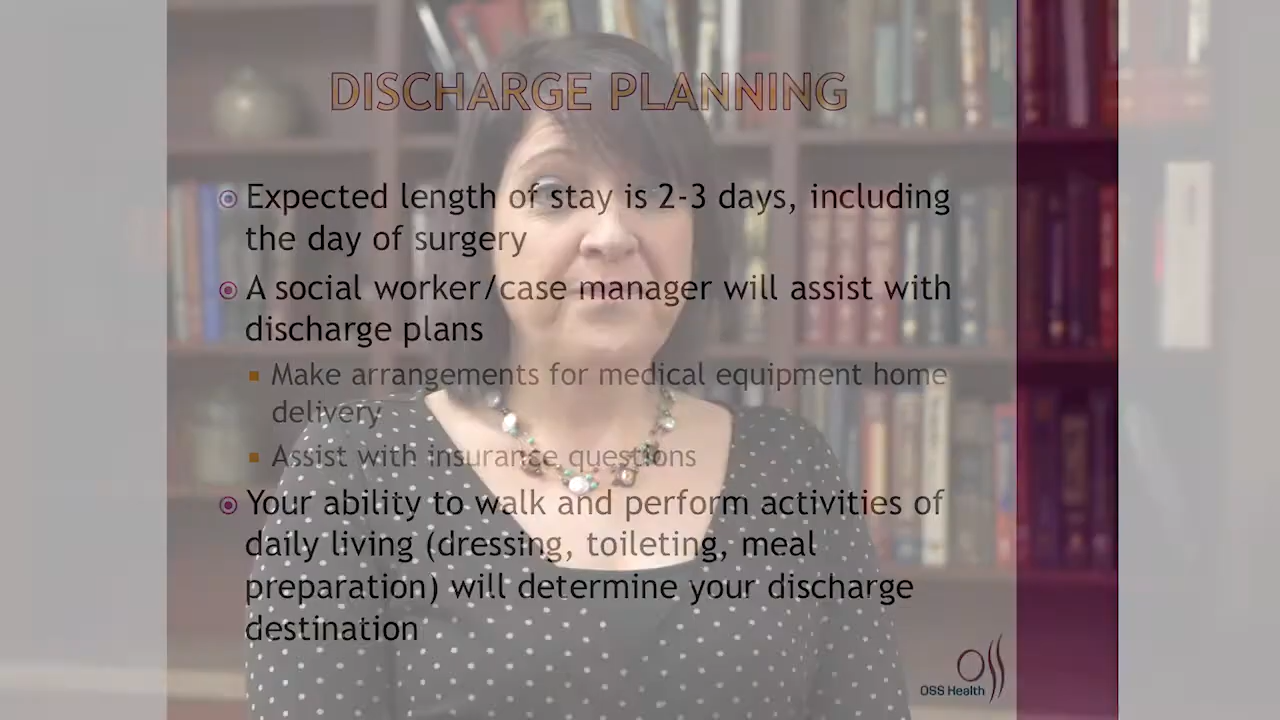 DISCHARGE PLANNING
Expected length of stay is 2-3 days, including
the day of surgery
A social worker/case manager will assist with
discharge plans
Make arrangements for medical equipment home
delivery
Assist with insurance questions
Your ability to walk and perform activities of
daily living (dressing, toileting, meal
preparation) will determine your discharge
destination
OSS Health